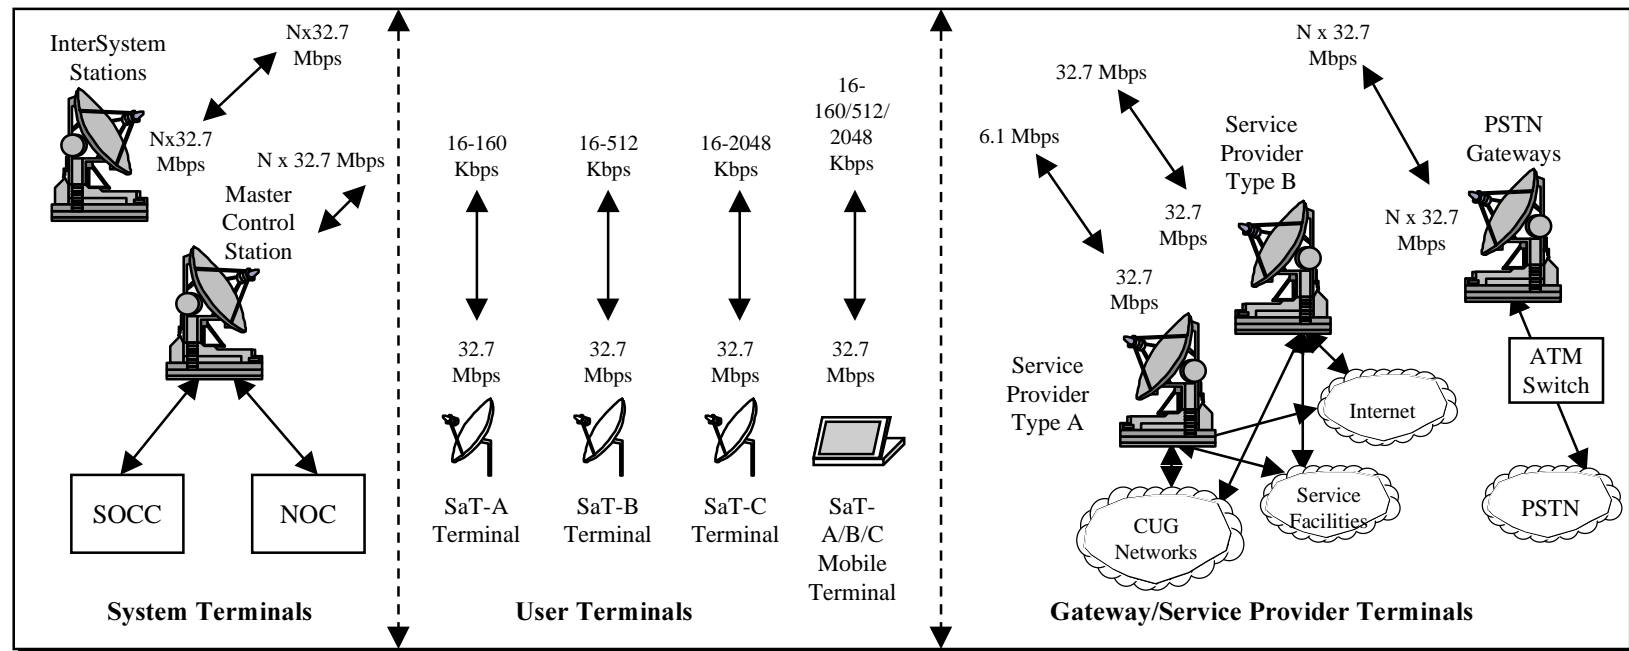 InterSystem
Stations
Nx32.7
Mbps
Nx32.7
Mbps
N x 32.7 Mbps
Master
Control
Station
SOCC
NOC
System Terminals
16-160
Kbps
16-512
Kbps
16-2048
Kbps
16-
160/512/
2048
Kbps
32.7
Mbps
32.7
Mbps
32.7
Mbps
32.7
Mbps
SaT-A
Terminal
SaT-B
Terminal
SaT-C
Terminal
SaT-
A/B/C
Mobile
Terminal
User Terminals
6.1 Mbps
32.7 Mbps
N x 32.7
Mbps
Service
Provider
Type B
PSTN
Gateways
32.7
Mbps
N x 32.7
Mbps
32.7
Mbps
Service
Provider
Type A
ATM
Switch
Internet
Service
Facilities
CUG
Networks
PSTN
Gateway/Service Provider Terminals